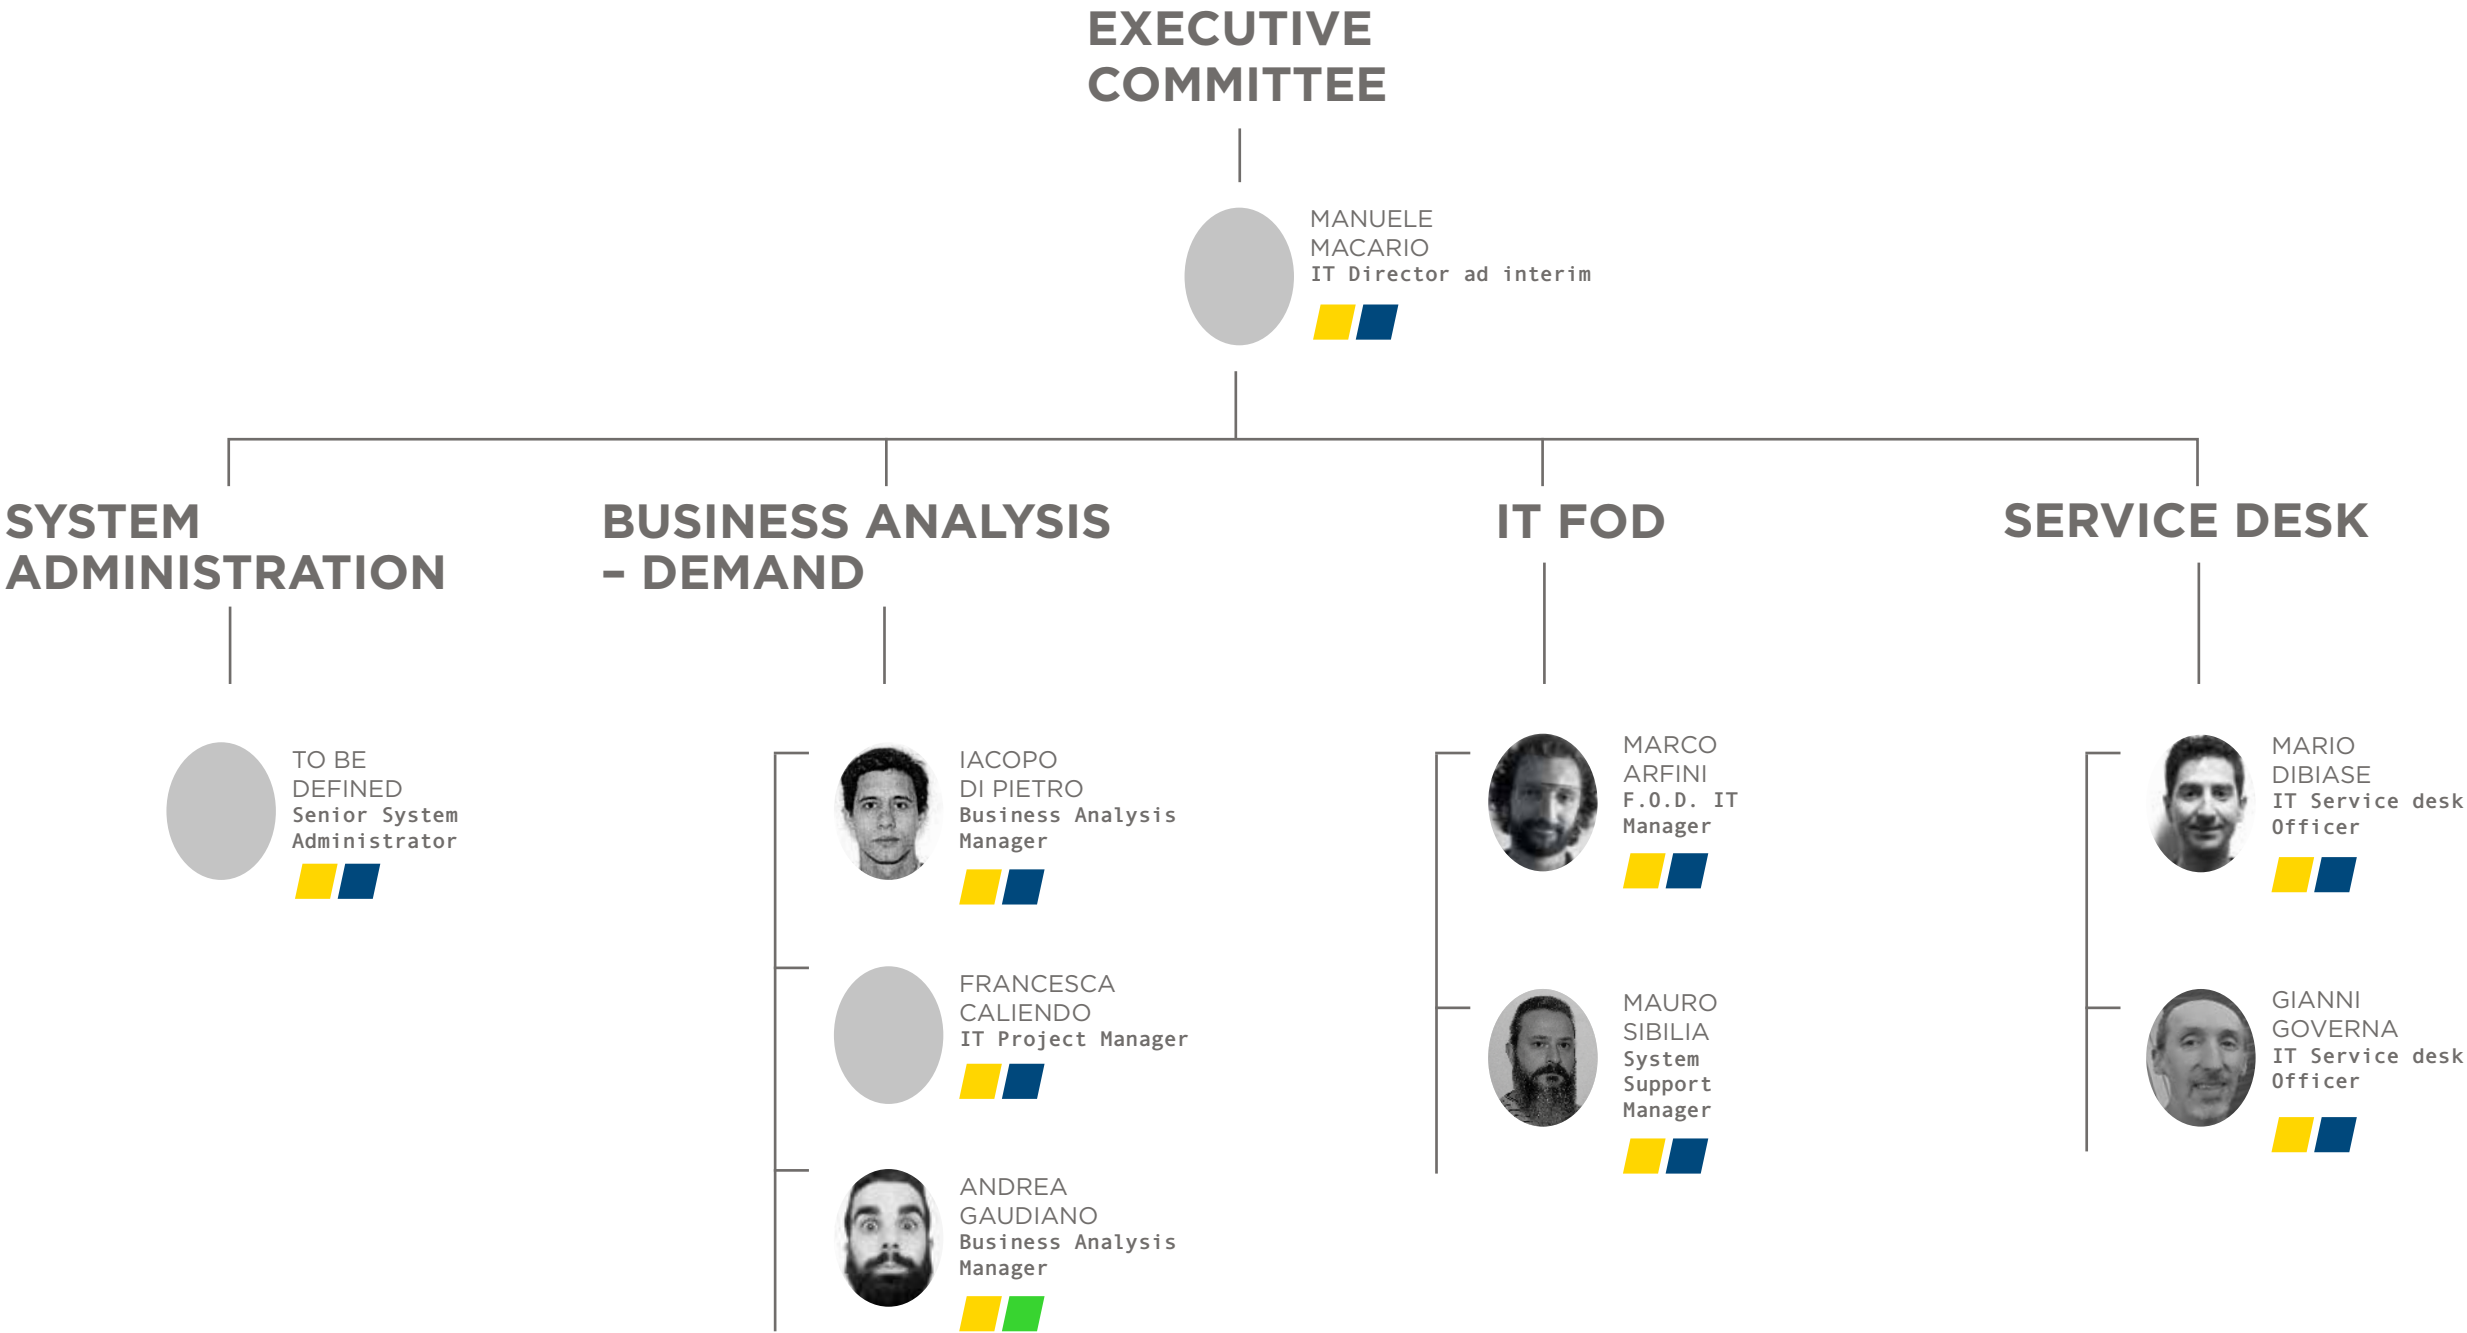 EXECUTIVE
COMMITTEE
MANUELE
MACARIO
IT Director ad interim
SYSTEM
ADMINISTRATION
TO BE
DEFINED
Senior System
Administrator
BUSINESS ANALYSIS
– DEMAND
IACOPO
DI PIETRO
Business Analysis
Manager
FRANCESCA
CALIENDO
IT Project Manager
ANDREA
GAUDIANO
Business Analysis
Manager
IT FOD
MARCO
ARFINI
F.O.D. IT
Manager
MAURO
SIBILIA
System
Support
Manager
SERVICE DESK
MARIO
DIBIASE
IT Service desk
Officer
GIANNI
GOVERNA
IT Service desk
Officer